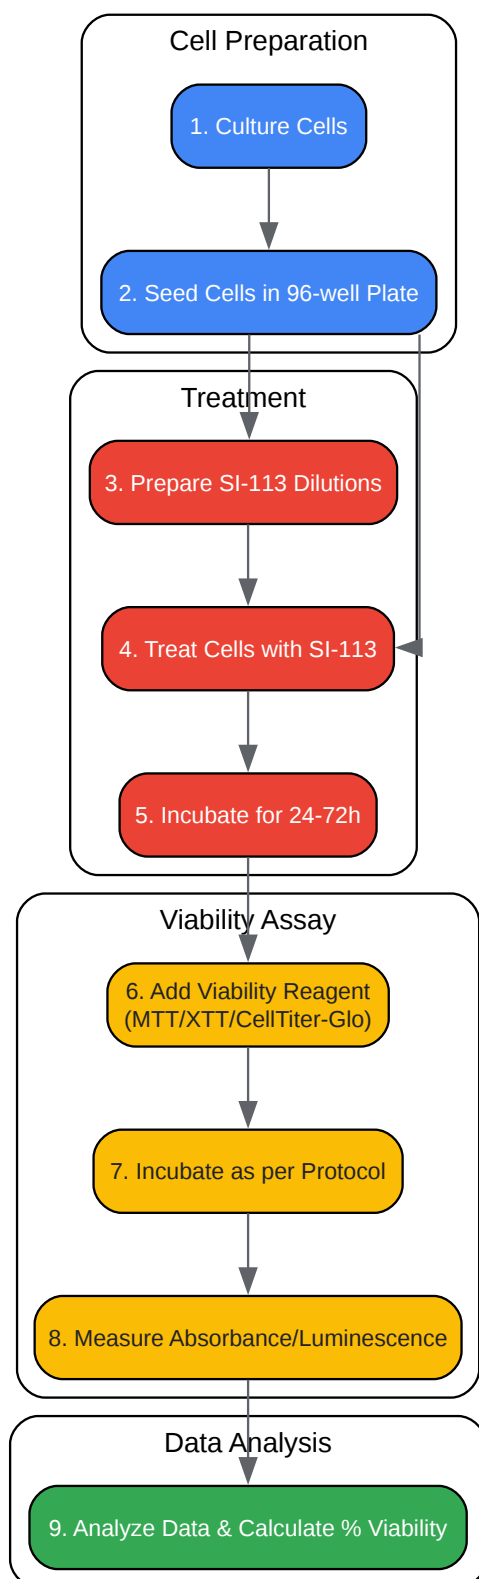 Cell Preparation
1. Culture Cells
2. Seed Cells in 96-well Plate
Treatment
3. Prepare SI-113 Dilutions
4. Treat Cells with SI-113
5. Incubate for 24-72h
Viability Assay
6. Add Viability Reagent
(MTT/XTT/CellTiter-Glo)
7. Incubate as per Protocol
8. Measure Absorbance/Luminescence
Data Analysis
9. Analyze Data & Calculate % Viability